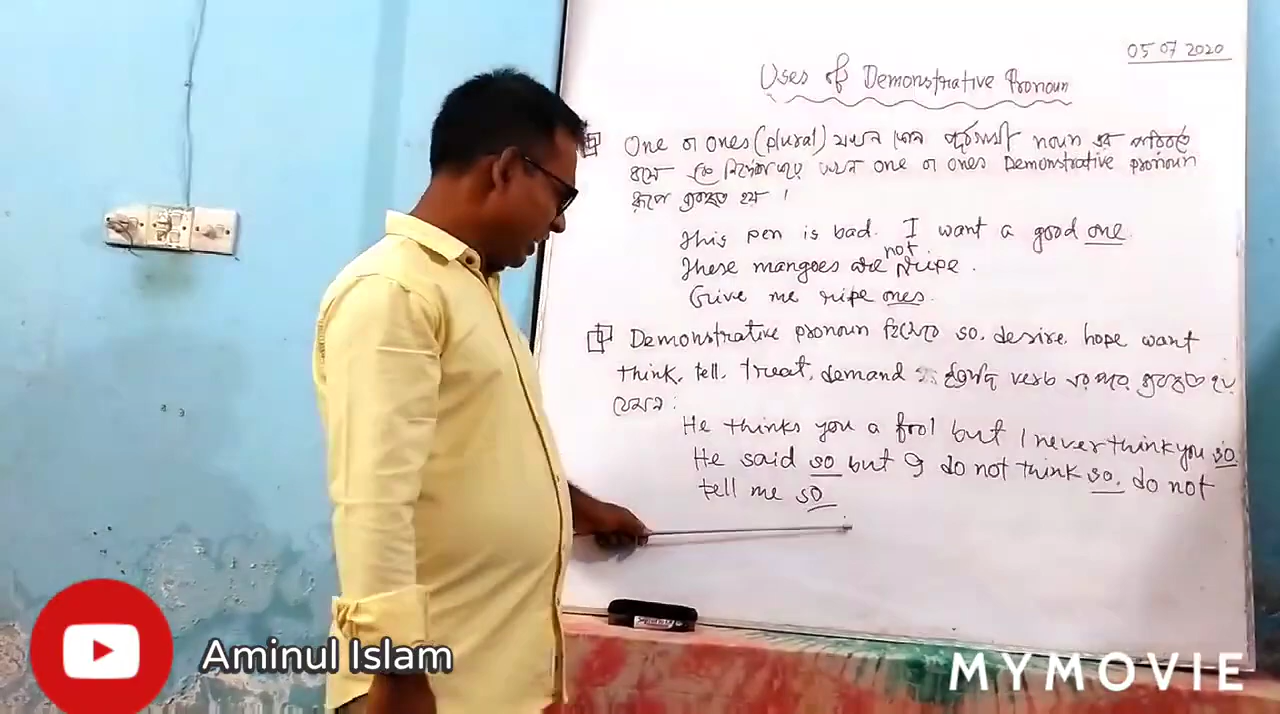 05 07 2020
Uses of Demonstrative Pronoun
One বা Ones (plural) যখন কোন পূর্ববর্তী noun এর পরিবর্তে
বসে noun কে নির্দেশ করে তখন one বা ones Demonstrative pronoun
রূপে ব্যবহৃত হয় ।
This pen is bad. I want a good one.
not
These mangoes are ripe.
Give me ripe ones.
Demonstrative pronoun হিসেবে so, desire, hope want
think, tell, treat, demand ইত্যাদি verb এর পরে ব্যবহৃত হয়
যেমন :
He thinks you a fool but I never think you so
He said so but I do not think so. do not
tell me so
Aminul Islam
MYMOVIE